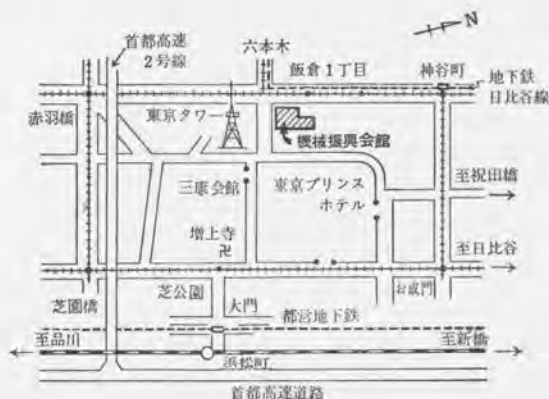 N
首都高速
2号線
六本木
飯倉1丁目
神谷町
地下鉄
日比谷線
赤羽橋
東京タワー
機械振興会館
至祝田橋
三康会館
東京プリンス
ホテル
増上寺
卍
至日比谷
芝園橋
芝公園
大門
お成門
都営地下鉄
至品川
至新橋
浜松町
首都高速道路